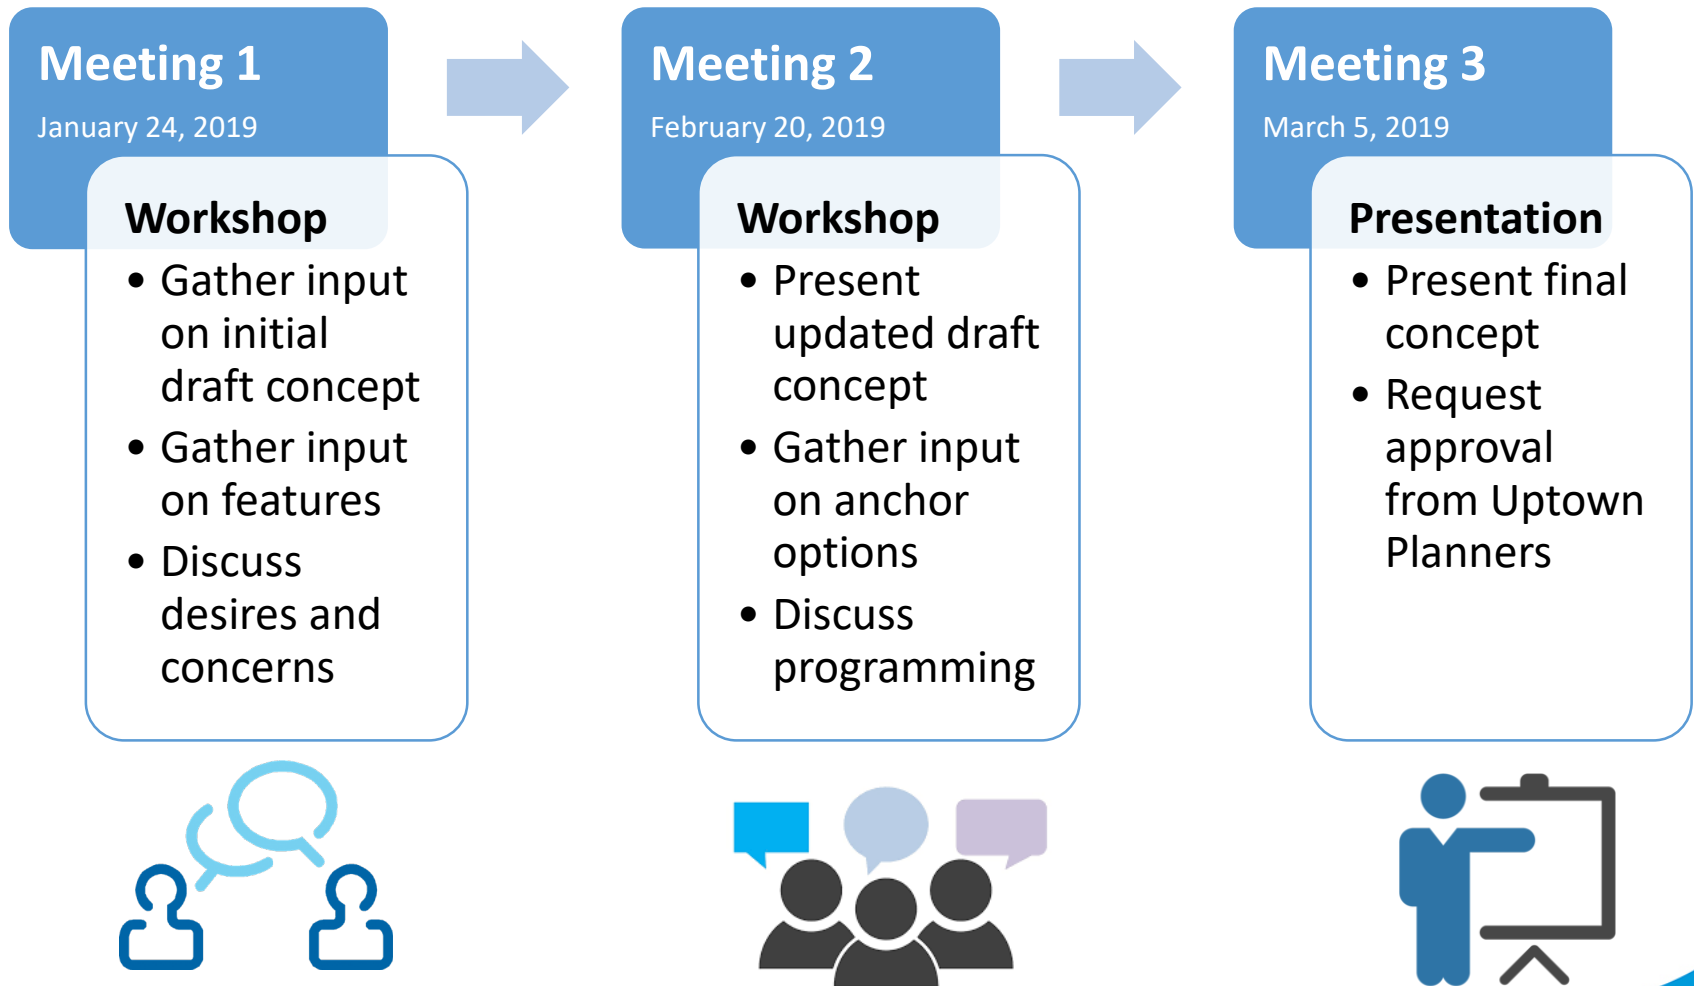 Meeting 1
January 24, 2019
Workshop
• Gather input
on initial
draft concept
• Gather input
on features
• Discuss
desires and
concerns
Meeting 2
February 20, 2019
Workshop
• Present
updated draft
concept
• Gather input
on anchor
options
• Discuss
programming
Meeting 3
March 5, 2019
Presentation
• Present final
concept
• Request
approval
from Uptown
Planners